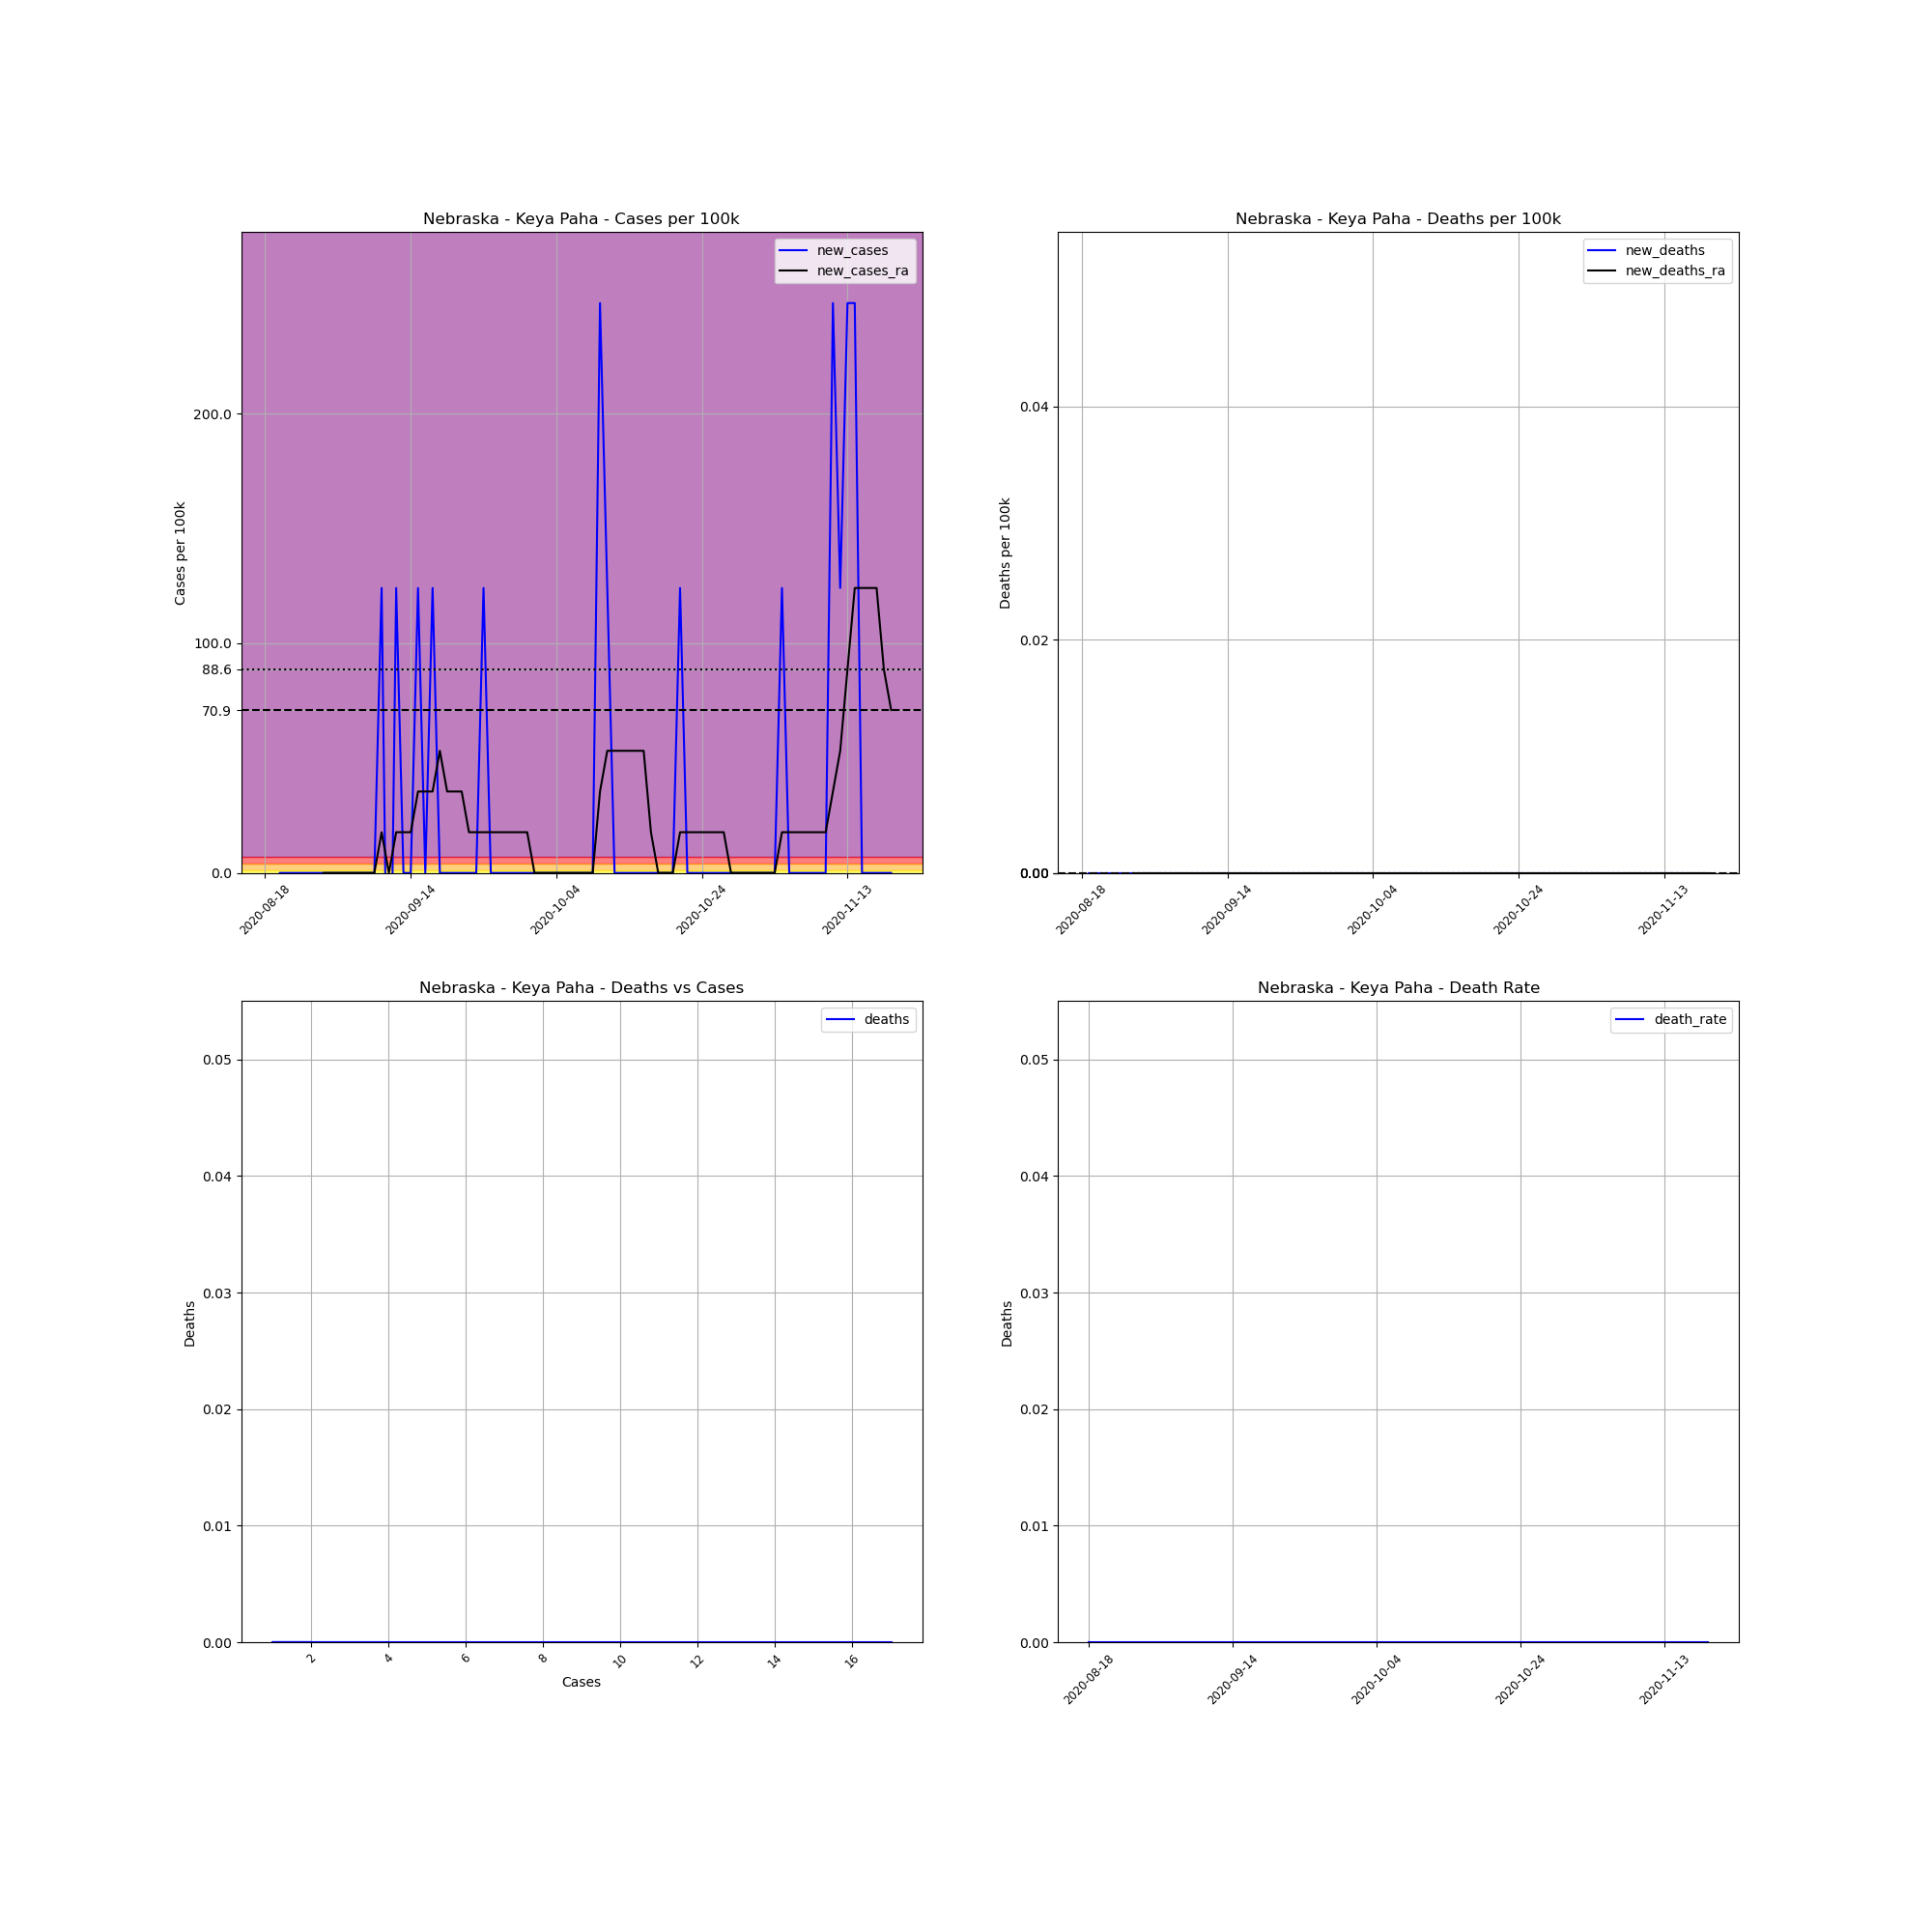 Nebraska - Keya Paha - Cases per 100k
new_cases
new_cases_ra
Cases per 100k
200.0
100.0
88.6
70.9
0.0
2020-08-18
2020-09-14
2020-10-04
2020-10-24
2020-11-13
Nebraska - Keya Paha - Deaths per 100k
new_deaths
new_deaths_ra
Deaths per 100k
0.04
0.02
0.00
2020-08-18
2020-09-14
2020-10-04
2020-10-24
2020-11-13
Nebraska - Keya Paha - Deaths vs Cases
deaths
Deaths
0.05
0.04
0.03
0.02
0.01
0.00
2
4
6
8
10
12
14
16
Cases
Nebraska - Keya Paha - Death Rate
death_rate
Deaths
0.05
0.04
0.03
0.02
0.01
0.00
2020-08-18
2020-09-14
2020-10-04
2020-10-24
2020-11-13